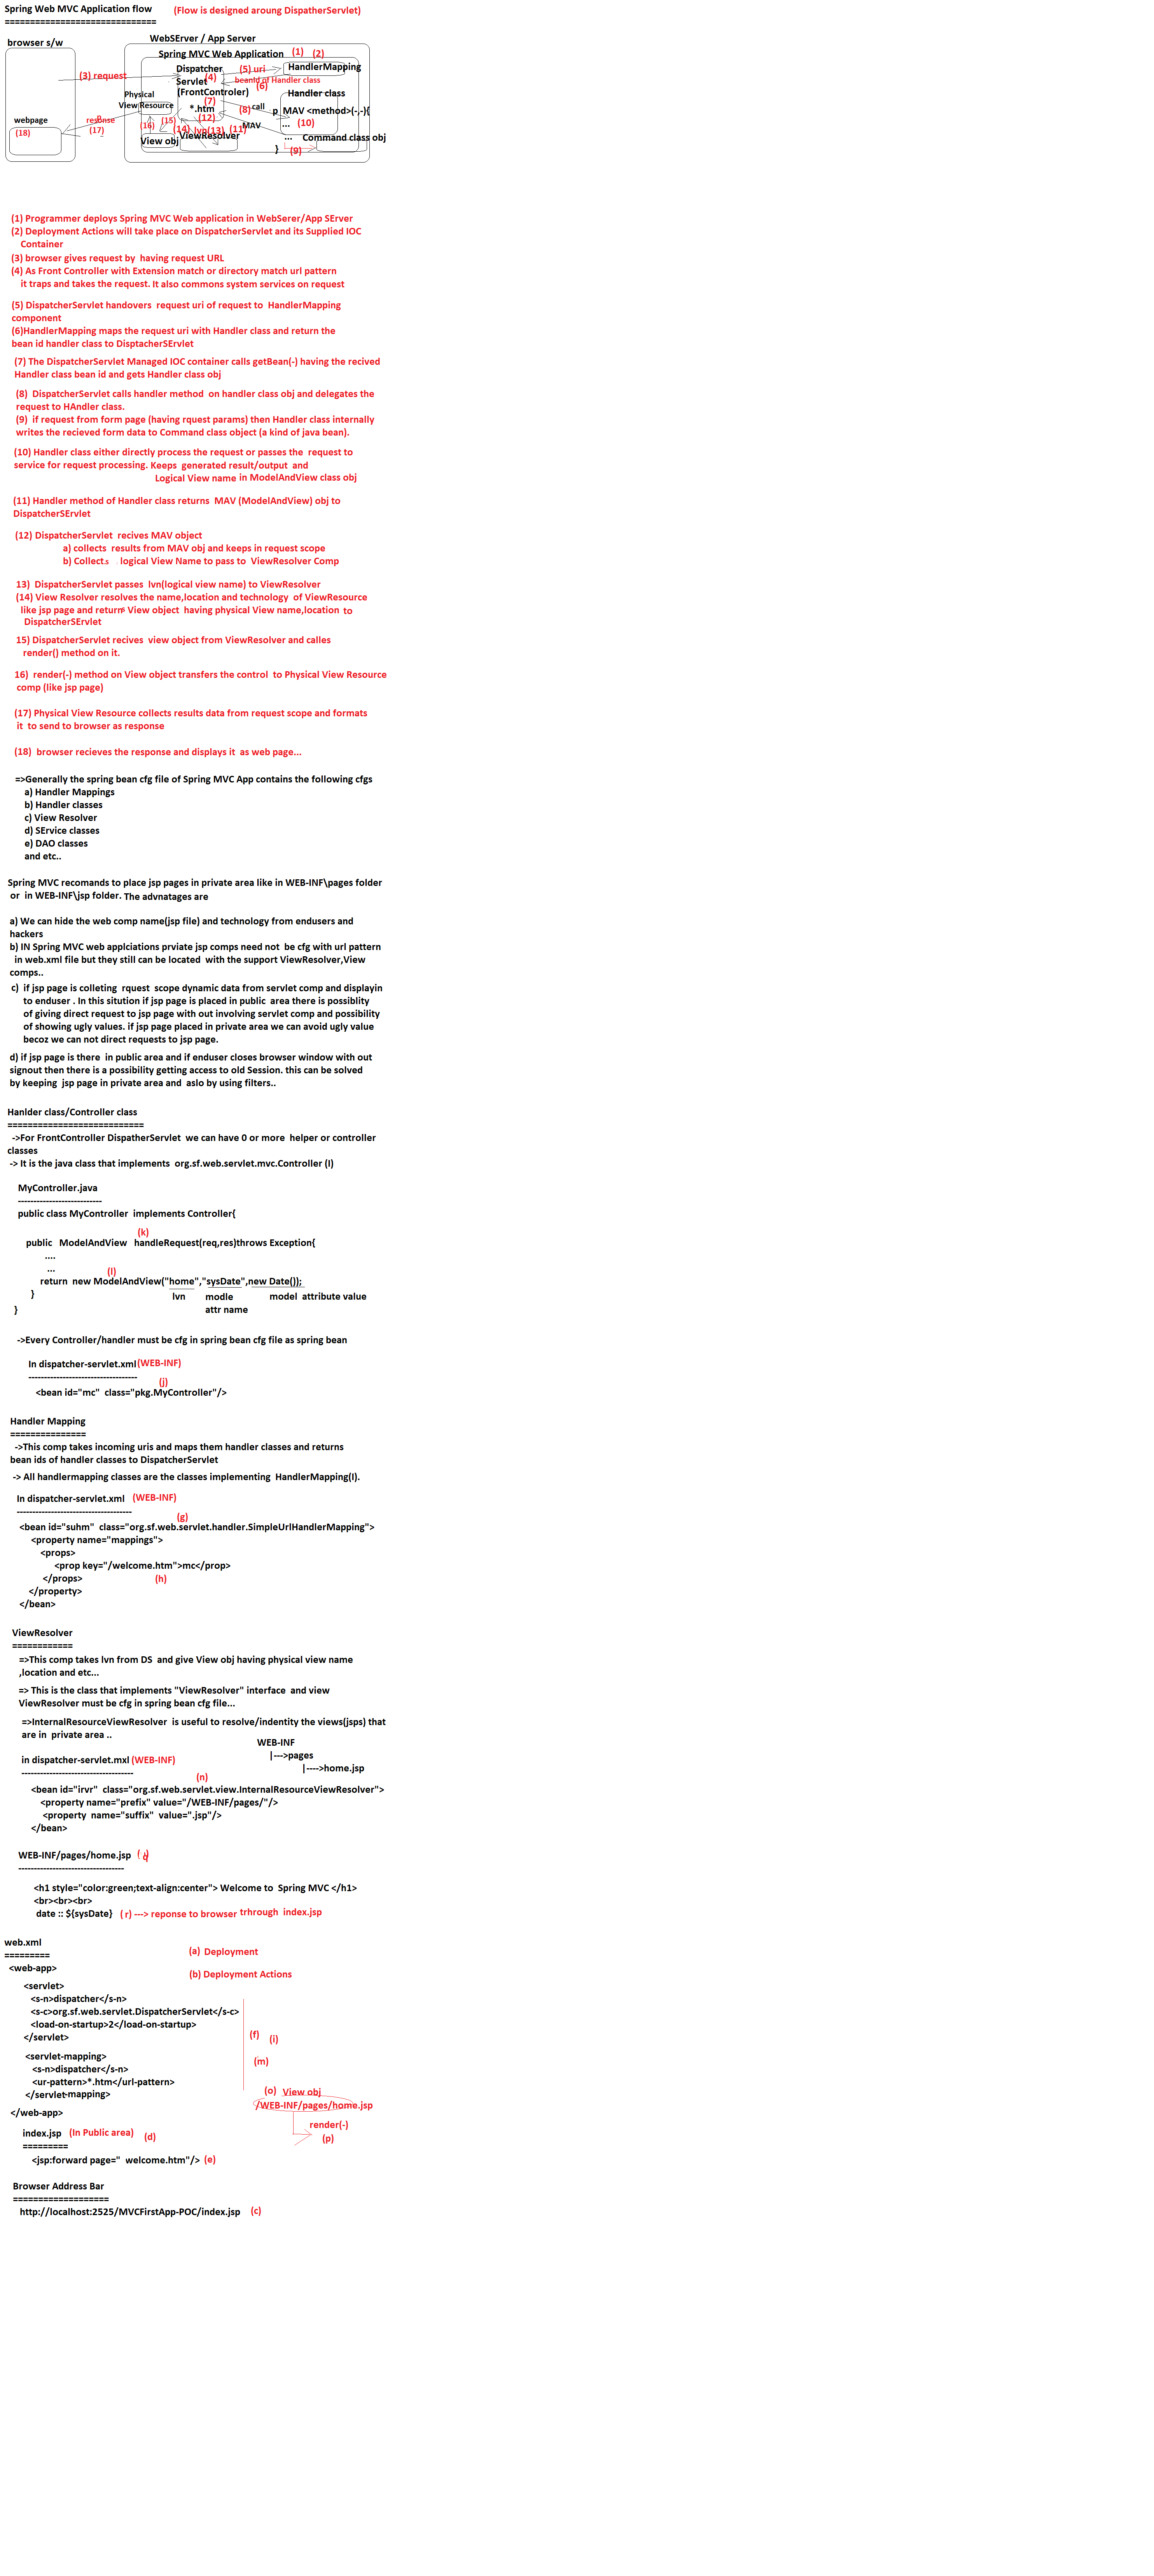 Spring Web MVC Application flow (Flow is designed aroung DispatherServlet)
==============================
WebSErver / App Server
browser s/w
Spring MVC Web Application (1) (2)
Dispatcher (5) uri HandlerMapping
(3) request Servlet (4) beanId of Handler class
(FrontControler) (6)
Physical Handler class
View Resource (7) call
*.htm (8) p MAV <method>(-,-){
webpage response (12) MAV ... (10)
(18) (17) (16) (15) (14) lvn(13) (11)
View obj ViewResolver ... Command class obj
} (9)
(1) Programmer deploys Spring MVC Web application in WebSerer/App SErver
(2) Deployment Actions will take place on DispatcherServlet and its Supplied IOC
Container
(3) browser gives request by having request URL
(4) As Front Controller with Extension match or directory match url pattern
it traps and takes the request. It also commons system services on request
(5) DispatcherServlet handovers request uri of request to HandlerMapping
component
(6)HandlerMapping maps the request uri with Handler class and return the
bean id handler class to DisptacherSErvlet
(7) The DispatcherServlet Managed IOC container calls getBean(-) having the recived
Handler class bean id and gets Handler class obj
(8) DispatcherServlet calls handler method on handler class obj and delegates the
request to HAndler class.
(9) if request from form page (having rquest params) then Handler class internally
writes the recieved form data to Command class object (a kind of java bean).
(10) Handler class either directly process the request or passes the request to
service for request processing. Keeps generated result/output and
Logical View name in ModelAndView class obj
(11) Handler method of Handler class returns MAV (ModelAndView) obj to
DispatcherSErvlet
(12) DispatcherServlet recives MAV object
a) collects results from MAV obj and keeps in request scope
b) Collect.s logical View Name to pass to ViewResolver Comp
13) DispatcherServlet passes lvn(logical view name) to ViewResolver
(14) View Resolver resolves the name,location and technology of ViewResource
like jsp page and returns View object having physical View name,location to
DispatcherSErvlet
15) DispatcherServlet recives view object from ViewResolver and calles
render() method on it.
16) render(-) method on View object transfers the control to Physical View Resource
comp (like jsp page)
(17) Physical View Resource collects results data from request scope and formats
it to send to browser as response
(18) browser recieves the response and displays it as web page...
=>Generally the spring bean cfg file of Spring MVC App contains the following cfgs
a) Handler Mappings
b) Handler classes
c) View Resolver
d) SErvice classes
e) DAO classes
and etc..
Spring MVC recomands to place jsp pages in private area like in WEB-INF\pages folder
or in WEB-INF\jsp folder. The advnatages are
a) We can hide the web comp name(jsp file) and technology from endusers and
hackers
b) IN Spring MVC web applciations prviate jsp comps need not be cfg with url pattern
in web.xml file but they still can be located with the support ViewResolver,View
comps..
c) if jsp page is colleting rquest scope dynamic data from servlet comp and displayin
to enduser . In this sitution if jsp page is placed in public area there is possiblity
of giving direct request to jsp page with out involving servlet comp and possibility
of showing ugly values. if jsp page placed in private area we can avoid ugly value
becoz we can not direct requests to jsp page.
d) if jsp page is there in public area and if enduser closes browser window with out
signout then there is a possibility getting access to old Session. this can be solved
by keeping jsp page in private area and aslo by using filters..
Hanlder class/Controller class
===========================
->For FrontController DispatherServlet we can have 0 or more helper or controller
classes
-> It is the java class that implements org.sf.web.servlet.mvc.Controller (I)
MyController.java
---------------------------
public class MyController implements Controller{
(k)
public ModelAndView handleRequest(req,res)throws Exception{
....
... (l)
return new ModelAndView("home","sysDate",new Date());
} lvn modle model attribute value
} attr name
->Every Controller/handler must be cfg in spring bean cfg file as spring bean
In dispatcher-servlet.xml(WEB-INF)
-----------------------------------
(j)
<bean id="mc" class="pkg.MyController"/>
Handler Mapping
===============
->This comp takes incoming uris and maps them handler classes and returns
bean ids of handler classes to DispatcherServlet
-> All handlermapping classes are the classes implementing HandlerMapping(I).
In dispatcher-servlet.xml (WEB-INF)
-------------------------------------
(g)
<bean id="suhm" class="org.sf.web.servlet.handler.SimpleUrlHandlerMapping">
<property name="mappings">
<props>
<prop key="/welcome.htm">mc</prop>
</props> (h)
</property>
</bean>
ViewResolver
============
=>This comp takes lvn from DS and give View obj having physical view name
,location and etc...
=> This is the class that implements "ViewResolver" interface and view
ViewResolver must be cfg in spring bean cfg file...
=>InternalResourceViewResolver is useful to resolve/indentity the views(jsps) that
are in private area ..
WEB-INF
|--->pages
in dispatcher-servlet.mxl (WEB-INF)
|---->home.jsp
------------------------------------
(n)
<bean id="irvr" class="org.sf.web.servlet.view.InternalResourceViewResolver">
<property name="prefix" value="/WEB-INF/pages/"/>
<property name="suffix" value=".jsp"/>
</bean>
WEB-INF/pages/home.jsp (q)
----------------------------------
<h1 style="color:green;text-align:center"> Welcome to Spring MVC </h1>
<br><br><br>
date :: ${sysDate} (r) ---> reponse to browser trhrough index.jsp
web.xml
=========
(a) Deployment
<web-app>
(b) Deployment Actions
<servlet>
<s-n>dispatcher</s-n>
<s-c>org.sf.web.servlet.DispatcherServlet</s-c>
<load-on-startup>2</load-on-startup>
</servlet> (f) (i)
<servlet-mapping> (m)
<s-n>dispatcher</s-n>
<ur-pattern>*.htm</url-pattern>
</servlet-mapping> (o) View obj
/WEB-INF/pages/home.jsp
</web-app>
render(-)
index.jsp (In Public area) (d) (p)
=========
<jsp:forward page=" welcome.htm"/> (e)
Browser Address Bar
===================
http://localhost:2525/MVCFirstApp-POC/index.jsp (c)